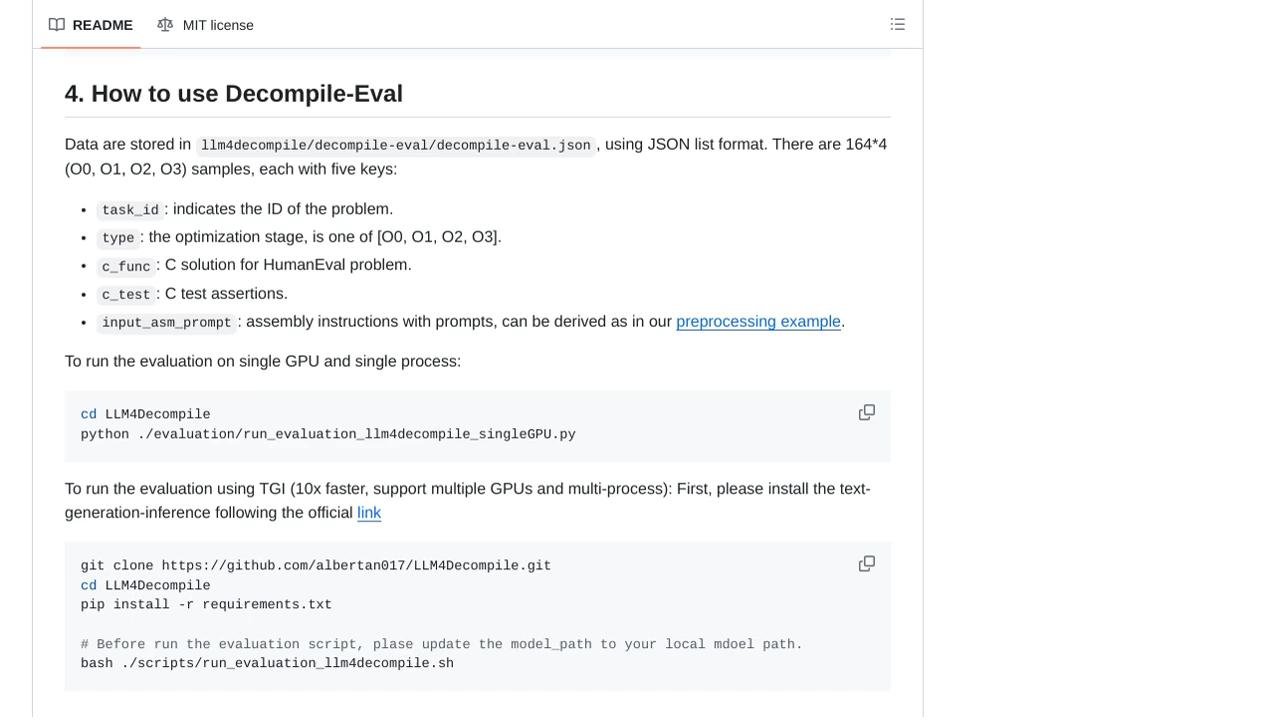 README
MIT license
4. How to use Decompile-Eval
Data are stored in llm4decompile/decompile-eval/decompile-eval.json, using JSON list format. There are 164*4
(O0, O1, O2, O3) samples, each with five keys:
• task_id: indicates the ID of the problem.
• type: the optimization stage, is one of [O0, O1, O2, O3].
• c_func: C solution for HumanEval problem.
• c_test: C test assertions.
• input_asm_prompt: assembly instructions with prompts, can be derived as in our preprocessing example.
To run the evaluation on single GPU and single process:
cd LLM4Decompile
python ./evaluation/run_evaluation_llm4decompile_singleGPU.py
To run the evaluation using TGI (10x faster, support multiple GPUs and multi-process): First, please install the text-
generation-inference following the official link
git clone https://github.com/albertan017/LLM4Decompile.git
cd LLM4Decompile
pip install -r requirements.txt
# Before run the evaluation script, plase update the model_path to your local mdoel path.
bash ./scripts/run_evaluation_llm4decompile.sh